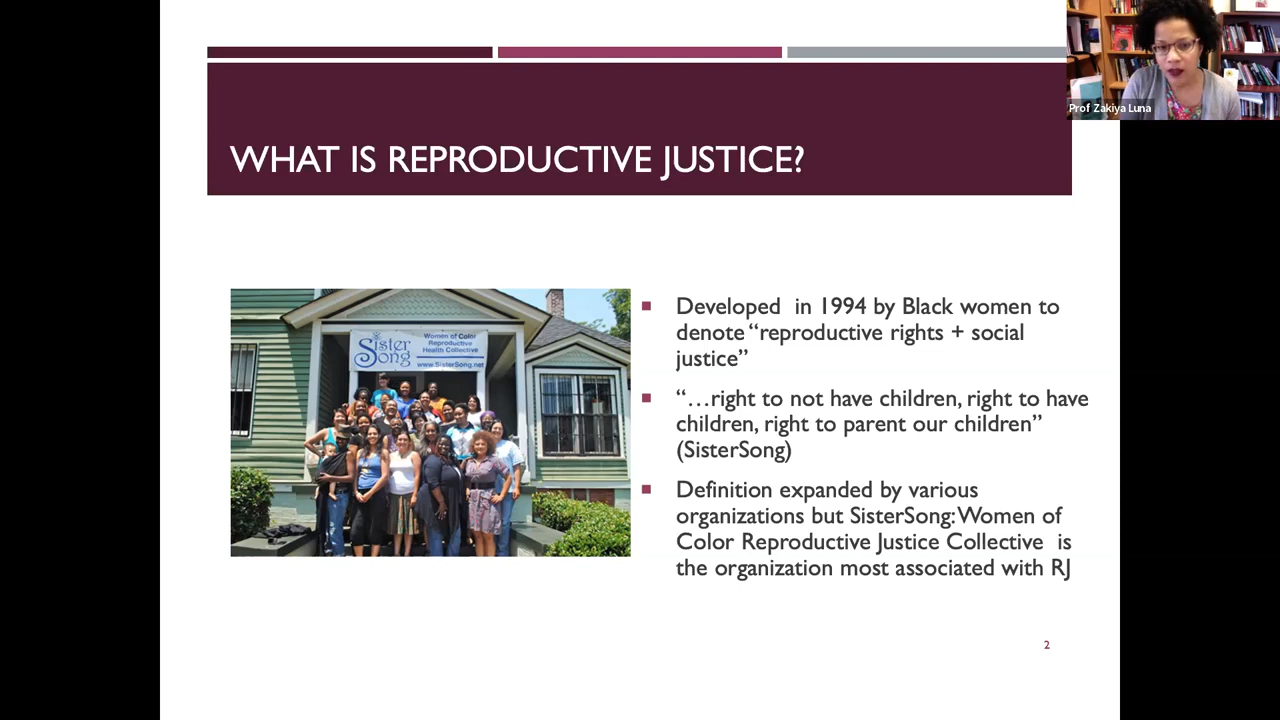 Prof Zakiya Luna
WHAT IS REPRODUCTIVE JUSTICE?
Sister
Song
Women of Color
Reproductive
Health Collective
www.SisterSong.net
Developed in 1994 by Black women to
denote “reproductive rights + social
justice”
“…right to not have children, right to have
children, right to parent our children”
(SisterSong)
Definition expanded by various
organizations but SisterSong: Women of
Color Reproductive Justice Collective is
the organization most associated with RJ
2